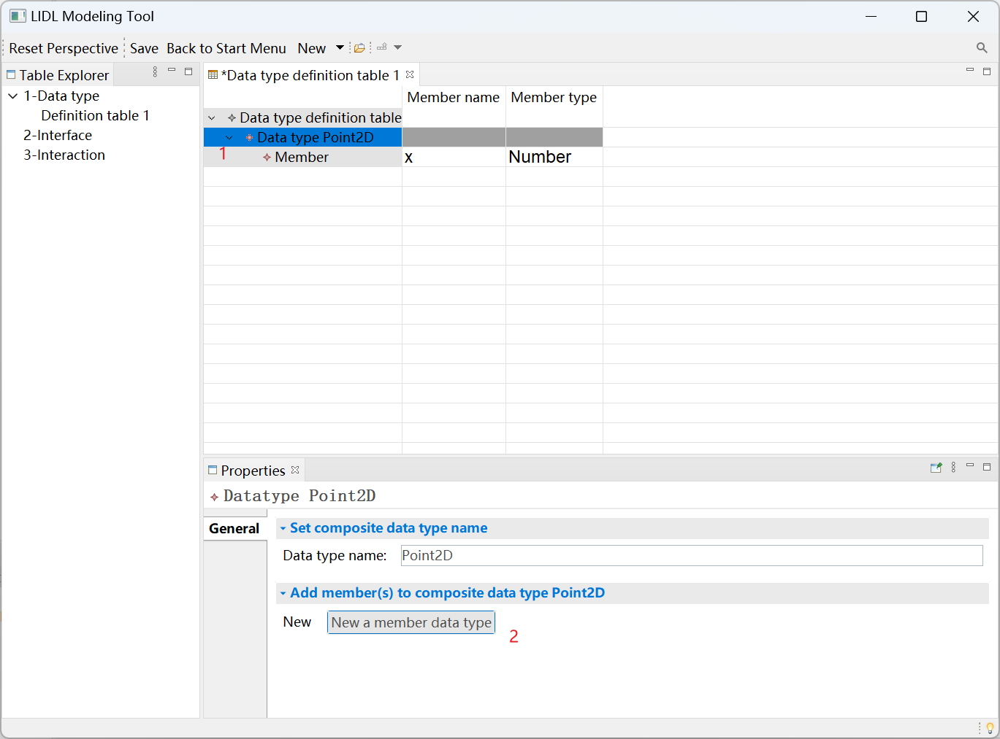 LIDL Modeling Tool
Reset Perspective Save Back to Start Menu New
Table Explorer
1-Data type
Definition table 1
2-Interface
3-Interaction
*Data type definition table 1
Member name Member type
Data type definition table
Data type Point2D
1
Member x Number
Properties
Datatype Point2D
General
Set composite data type name
Data type name: Point2D
Add member(s) to composite data type Point2D
New New a member data type
2